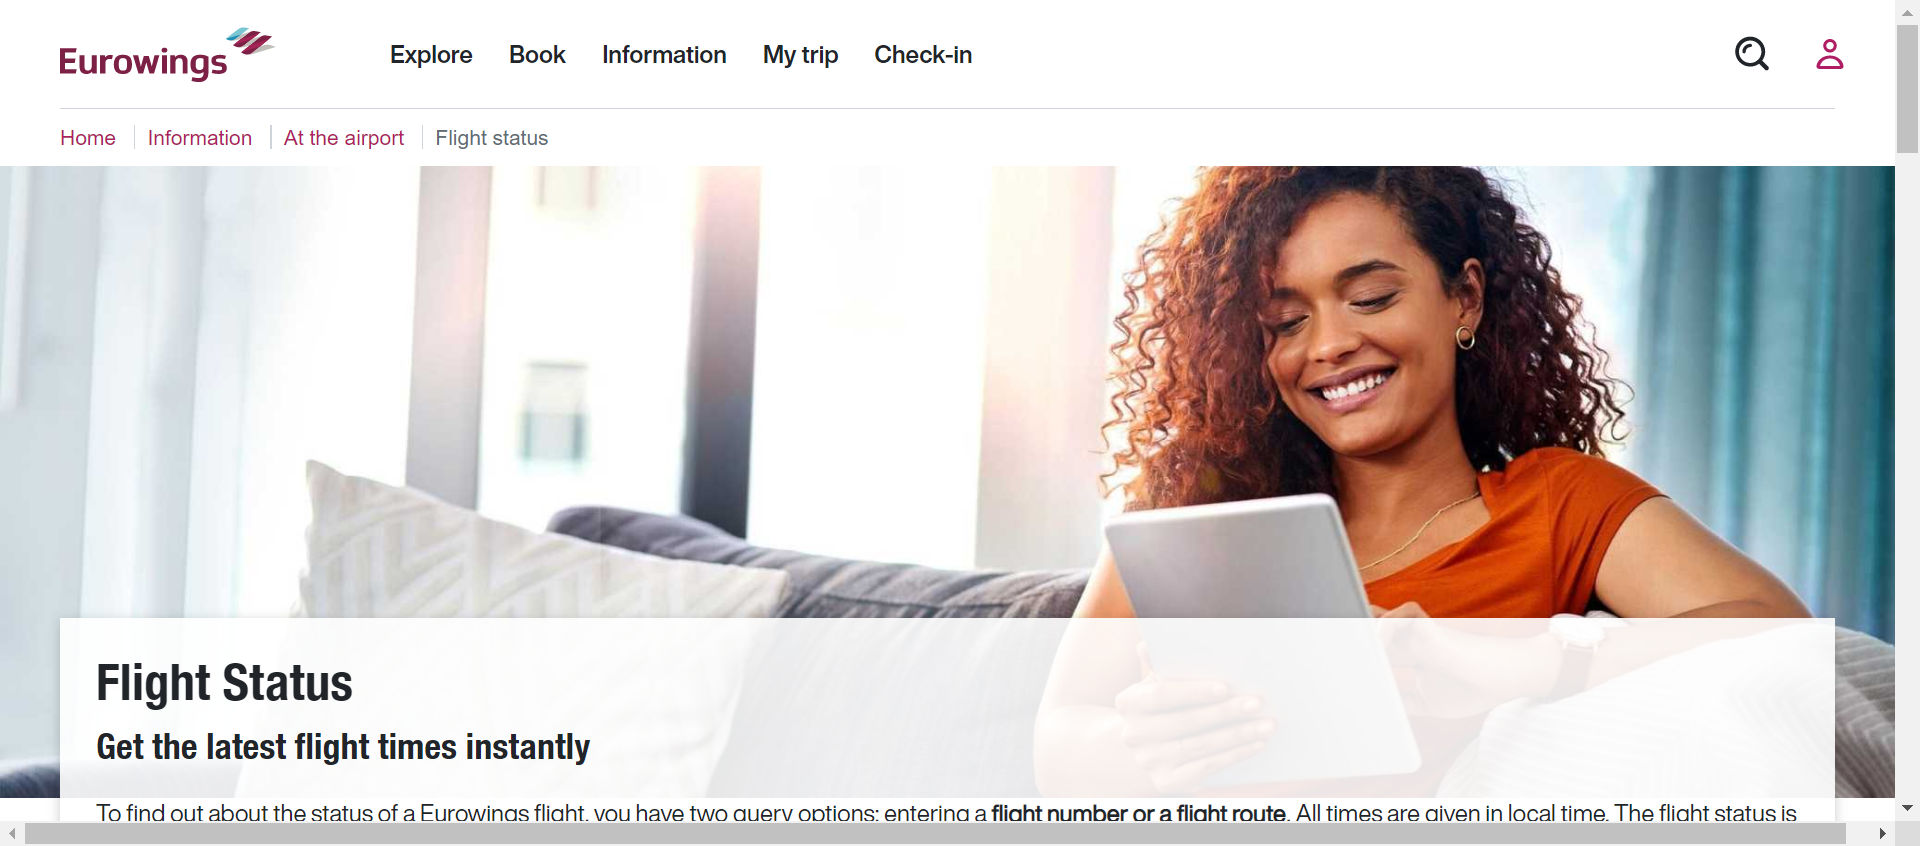 Eurowings
Explore Book Information My trip Check-in
Home Information At the airport Flight status
Flight Status
Get the latest flight times instantly
To find out about the status of a Eurowings flight, you have two query options: entering a flight number or a flight route. All times are given in local time. The flight status is